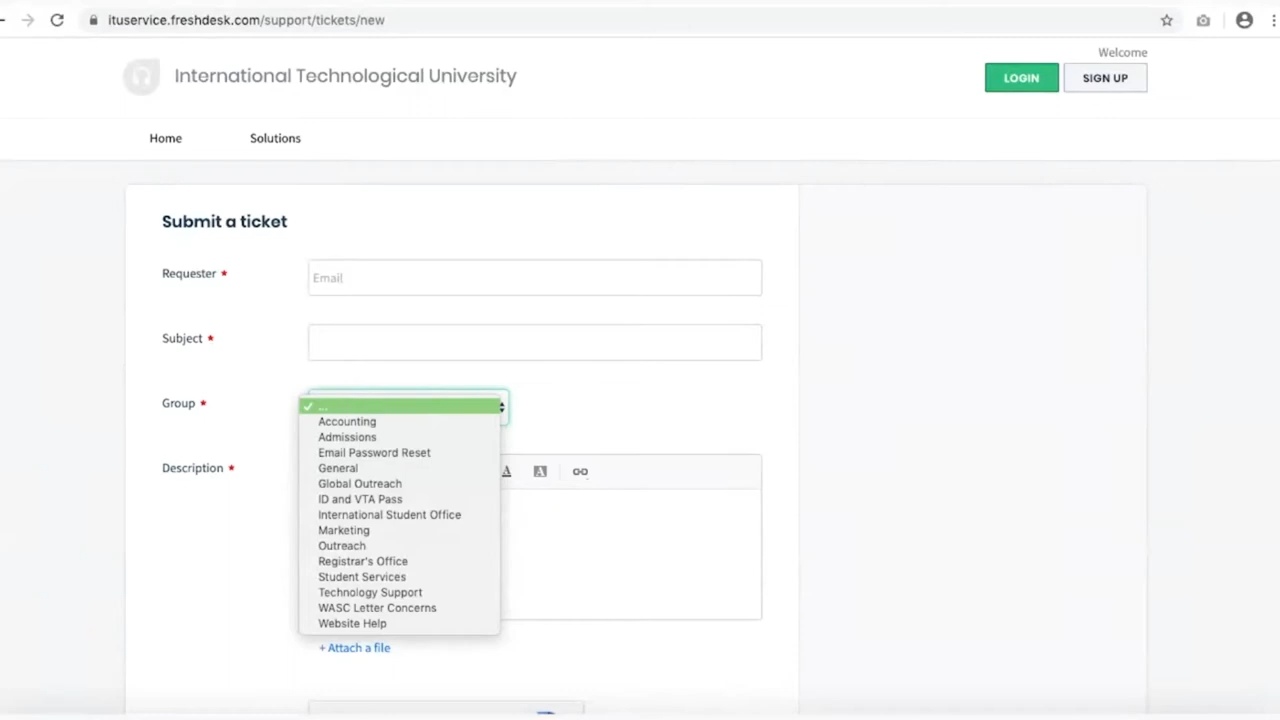 ituservice.freshdesk.com/support/tickets/new
Welcome
International Technological University
LOGIN
SIGN UP
Home
Solutions
Submit a ticket
Requester *
Email
Subject *
Group *
✓ ...
Accounting
Admissions
Email Password Reset
General
Global Outreach
ID and VTA Pass
International Student Office
Marketing
Outreach
Registrar's Office
Student Services
Technology Support
WASC Letter Concerns
Website Help
Description *
A
A
+ Attach a file